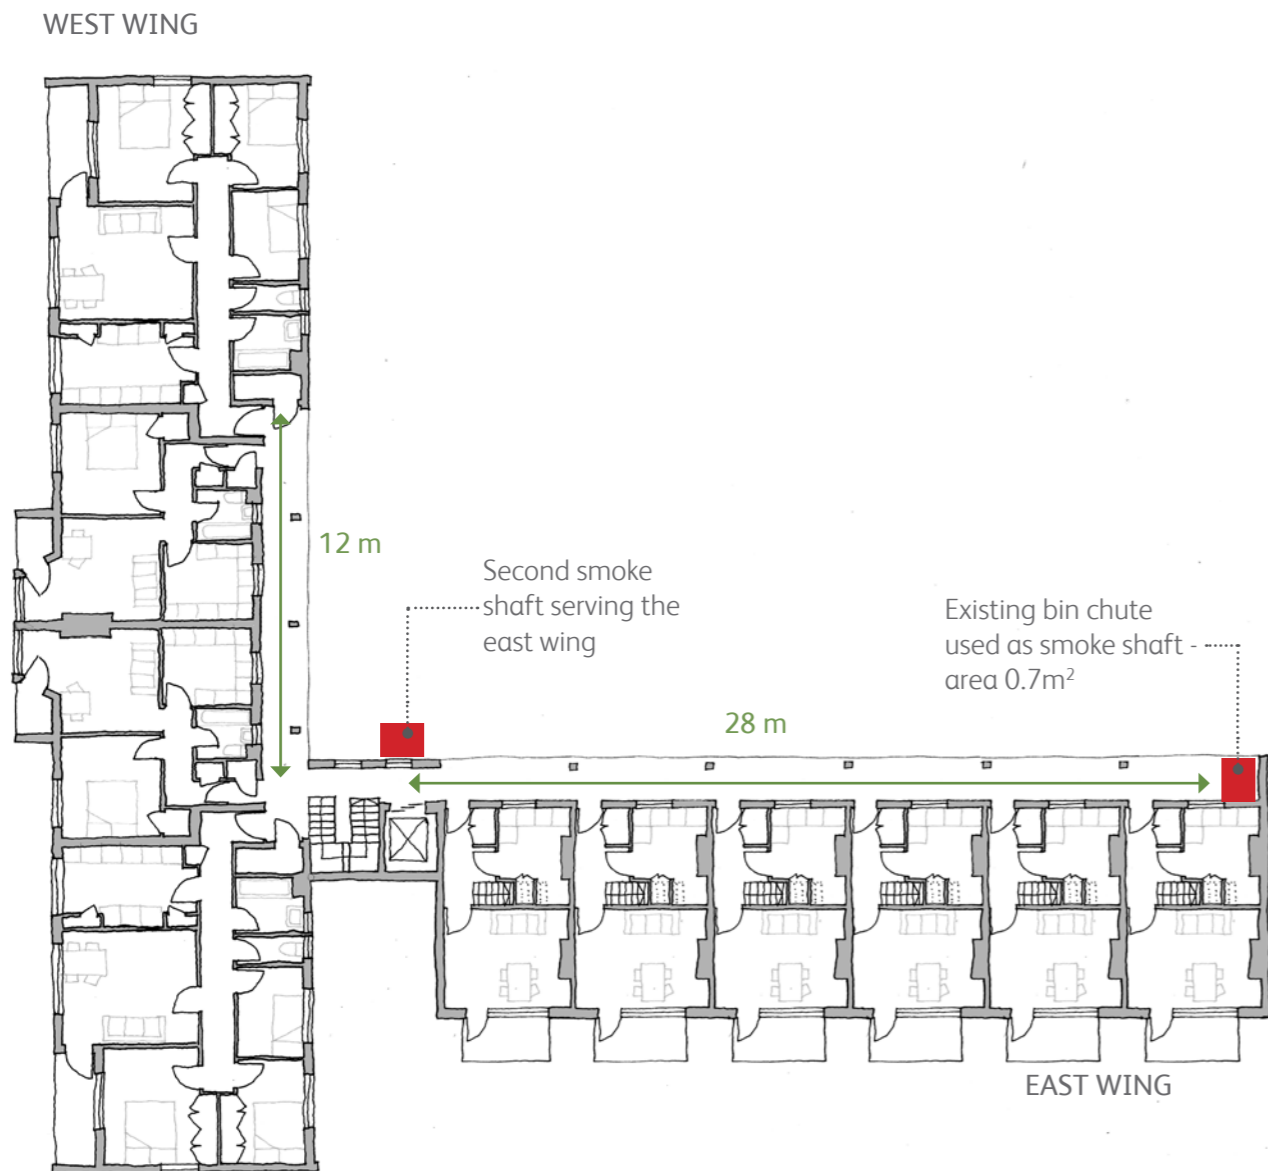 WEST WING
12 m
Second smoke
shaft serving the
east wing
Existing bin chute
used as smoke shaft -
area 0.7m²
28 m
EAST WING